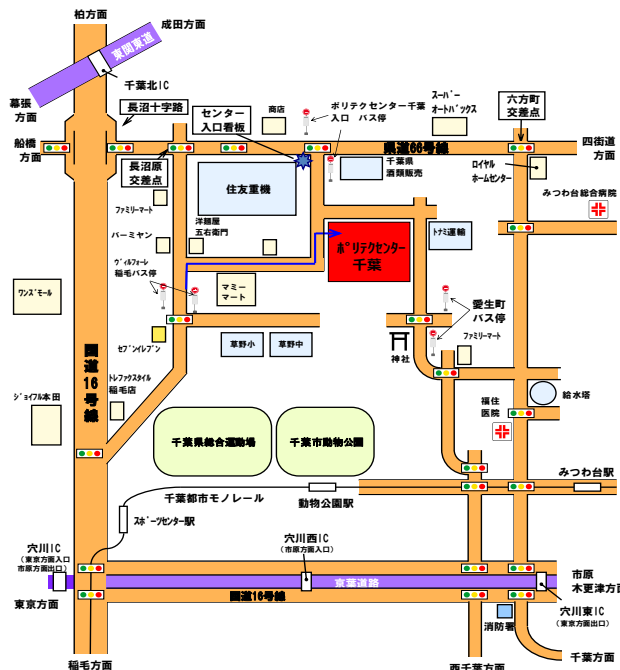 柏方面
成田方面
東関東道
千葉北IC
幕張
方面
長沼十字路
センター
入口看板
商店
ポリテクセンター千葉
入口 バス停
スーパー
オートバックス
六方町
交差点
船橋
方面
県道66号線
四街道
方面
長沼原
交差点
住友重機
千葉県
酒類販売
ロイヤル
ホームセンター
みつわ台総合病院
ファミリーマート
洋麺屋
五右衛門
バーミヤン
ポリテクセンター
千葉
トナミ運輸
ヴィルフォーレ
稲毛バス停
マミー
マート
ワンズモール
愛生町
バス停
セブンイレブン
草野小
草野中
神社
ファミリーマート
国道16号線
トレファクスタイル
稲毛店
ジョイフル本田
福住
医院
給水塔
千葉県総合運動場
千葉市動物公園
みつわ台駅
千葉都市モノレール
動物公園駅
スポーツセンター駅
穴川IC
(東京方面入口
市原方面出口)
穴川西IC
(市原方面入口)
京葉道路
市原
木更津方面
東京方面
国道16号線
穴川東IC
(東京方面出口)
消防署
稲毛方面
西千葉方面
千葉方面